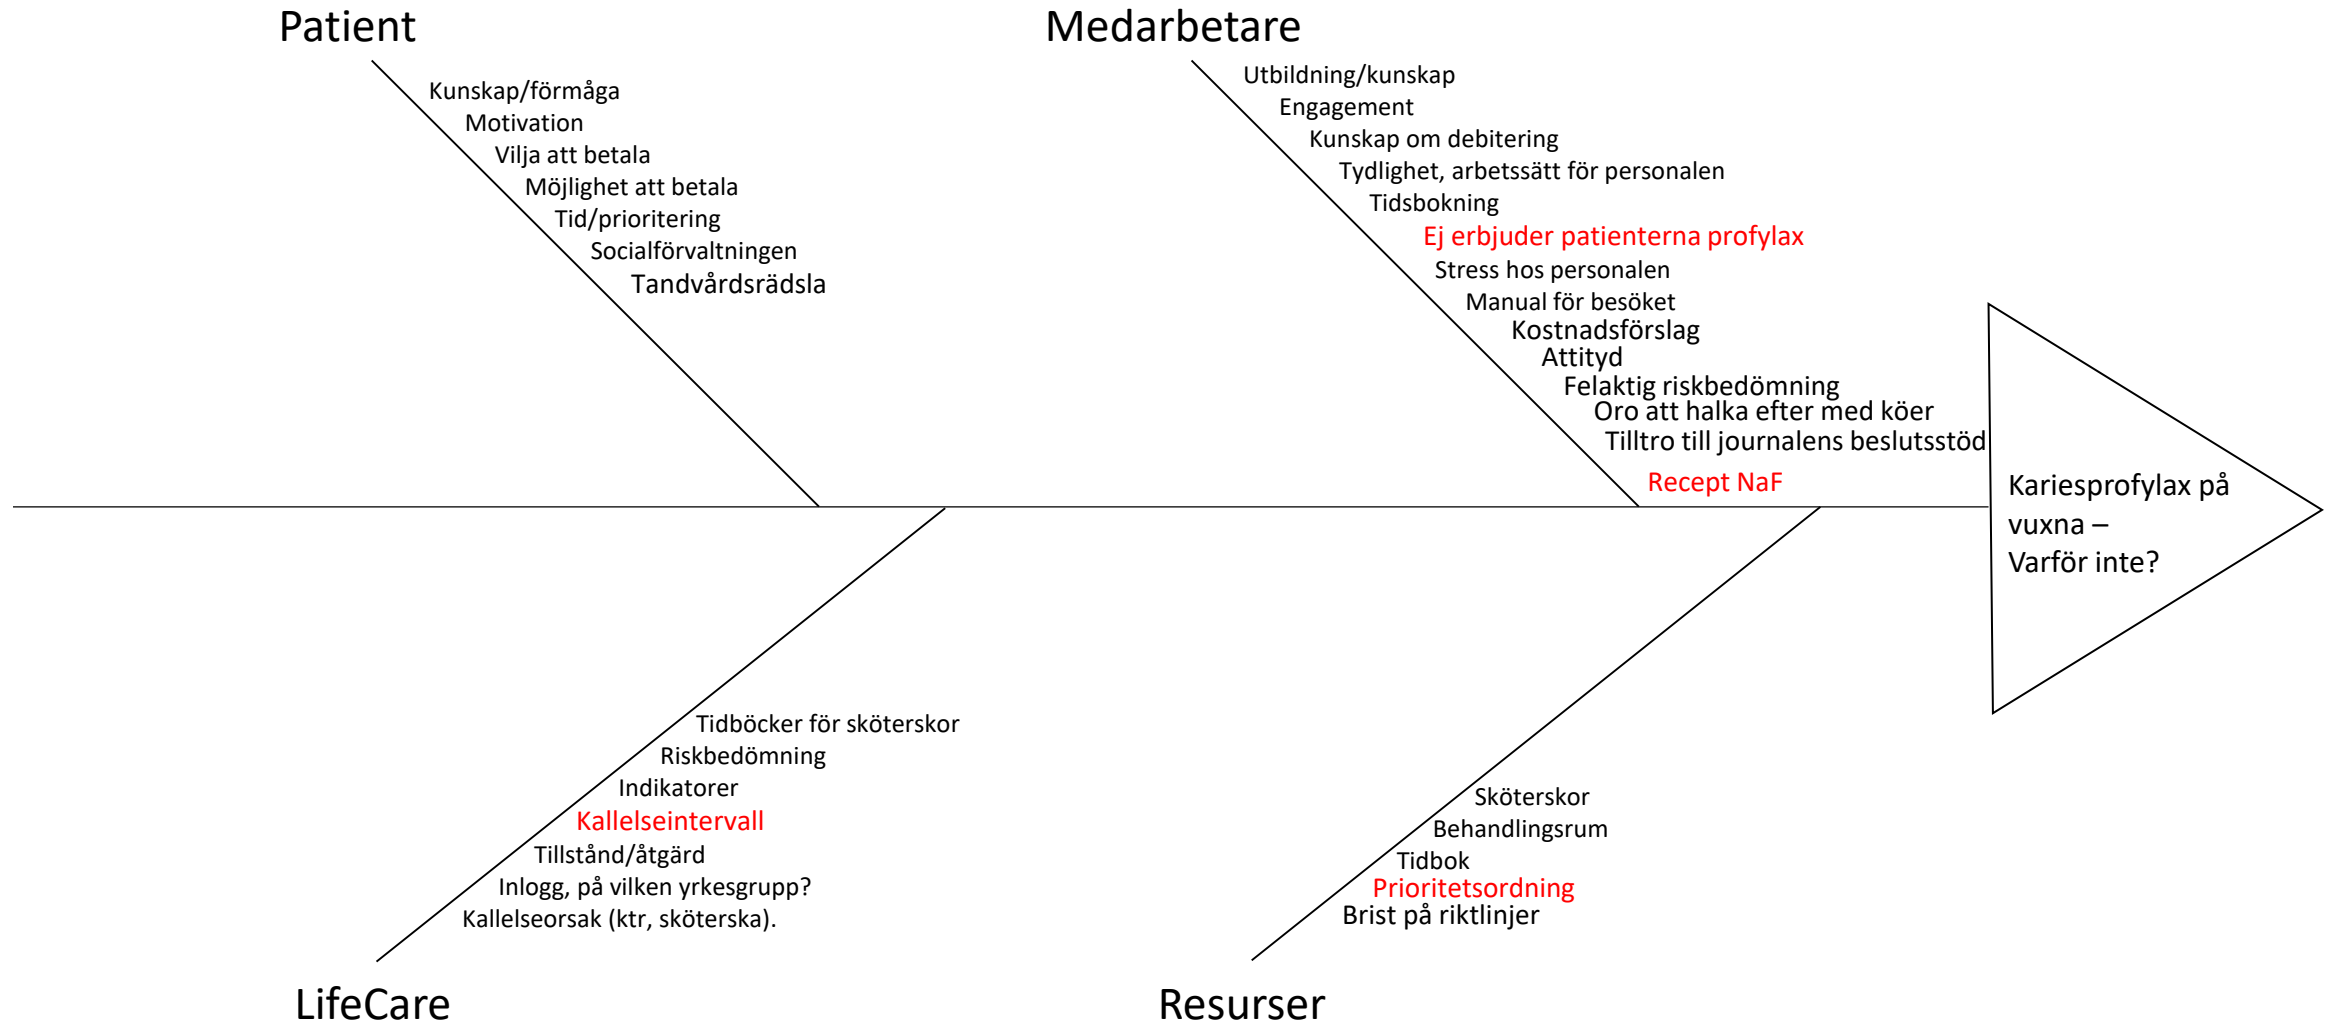 Patient
Kunskap/förmåga
Motivation
Vilja att betala
Möjlighet att betala
Tid/prioritering
Socialförvaltningen
Tandvårdsrädsla
Medarbetare
Utbildning/kunskap
Engagement
Kunskap om debitering
Tydlighet, arbetssätt för personalen
Tidsbokning
Ej erbjuder patienterna profylax
Stress hos personalen
Manual för besöket
Kostnadsförslag
Attityd
Felaktig riskbedömning
Oro att halka efter med köer
Tilltro till journalens beslutsstöd
Recept NaF
Kariesprofylax på
vuxna –
Varför inte?
Tidböcker för sköterskor
Riskbedömning
Indikatorer
Kallelseintervall
Tillstånd/åtgärd
Inlogg, på vilken yrkesgrupp?
Kallelseorsak (ktr, sköterska).
LifeCare
Sköterskor
Behandlingsrum
Tidbok
Prioritetsordning
Brist på riktlinjer
Resurser